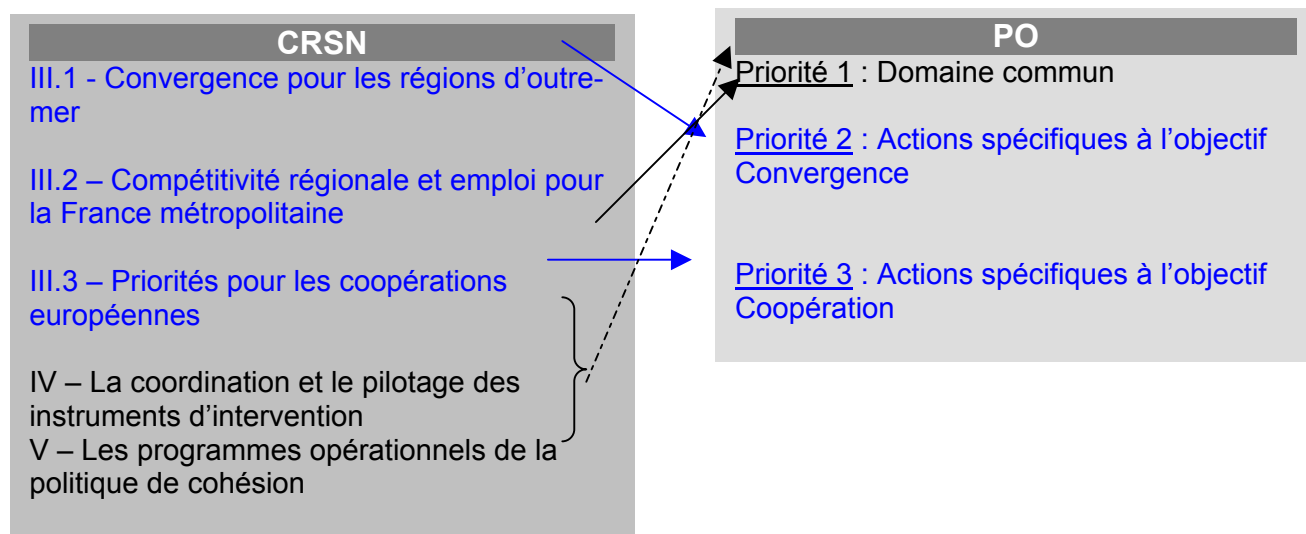 CRSN
III.1 - Convergence pour les régions d’outre-
mer
III.2 – Compétitivité régionale et emploi pour
la France métropolitaine
III.3 – Priorités pour les coopérations
européennes
IV – La coordination et le pilotage des
instruments d’intervention
V – Les programmes opérationnels de la
politique de cohésion
PO
Priorité 1 : Domaine commun
Priorité 2 : Actions spécifiques à l’objectif
Convergence
Priorité 3 : Actions spécifiques à l’objectif
Coopération